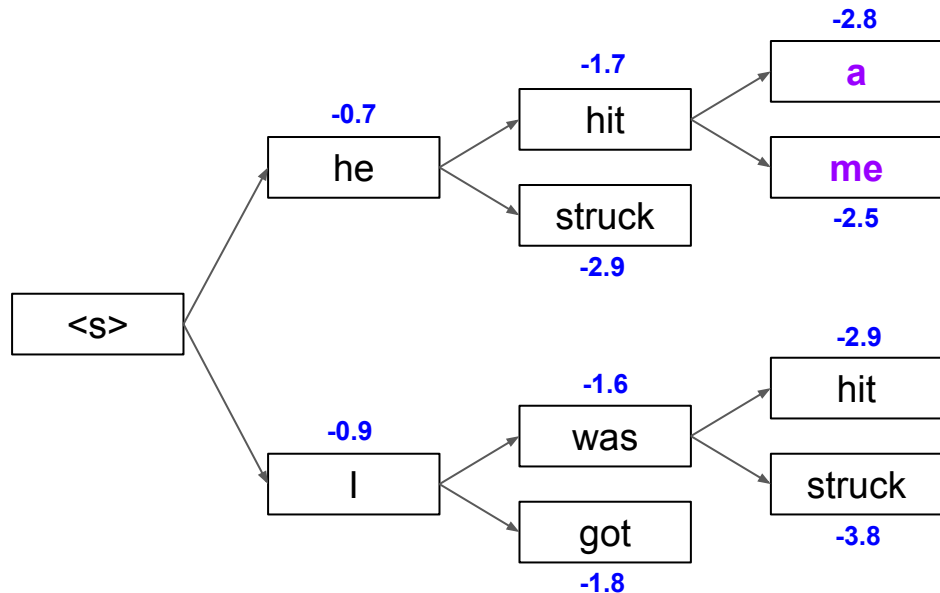 -2.8
a
-1.7
hit
-0.7
he
me
-2.5
struck
-2.9
<s>
-2.9
hit
-1.6
was
-0.9
I
struck
-3.8
got
-1.8